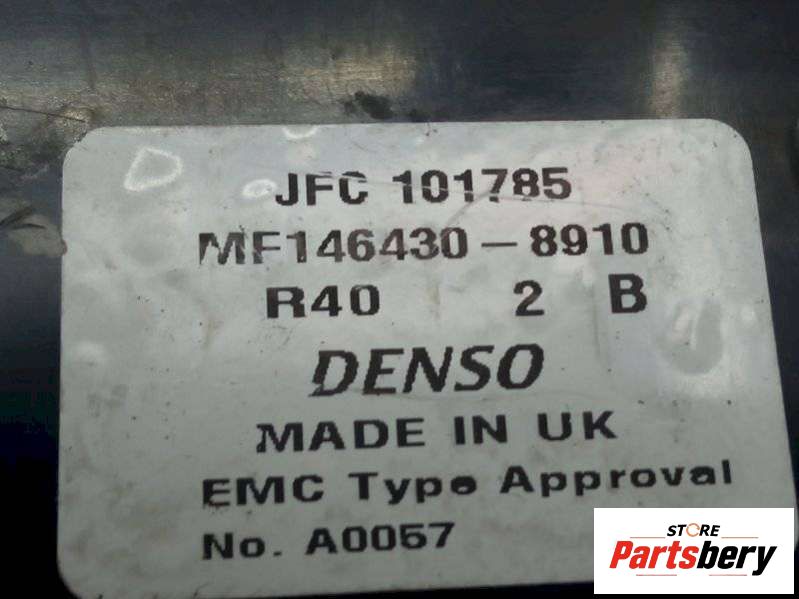 JFC 101785
MF146430-8910
R40 2 B
DENSO
MADE IN UK
EMC Type Approval
No. A0057
STORE
Partsbery